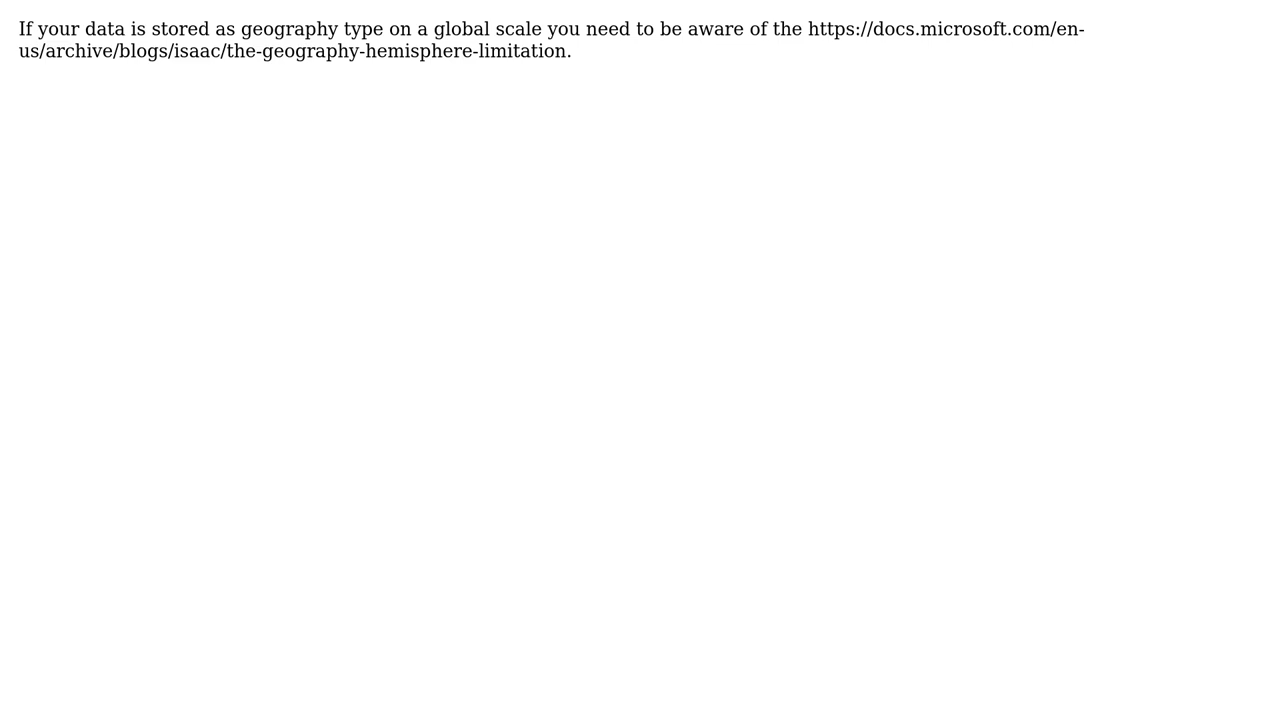 If your data is stored as geography type on a global scale you need to be aware of the https://docs.microsoft.com/en-
us/archive/blogs/isaac/the-geography-hemisphere-limitation.